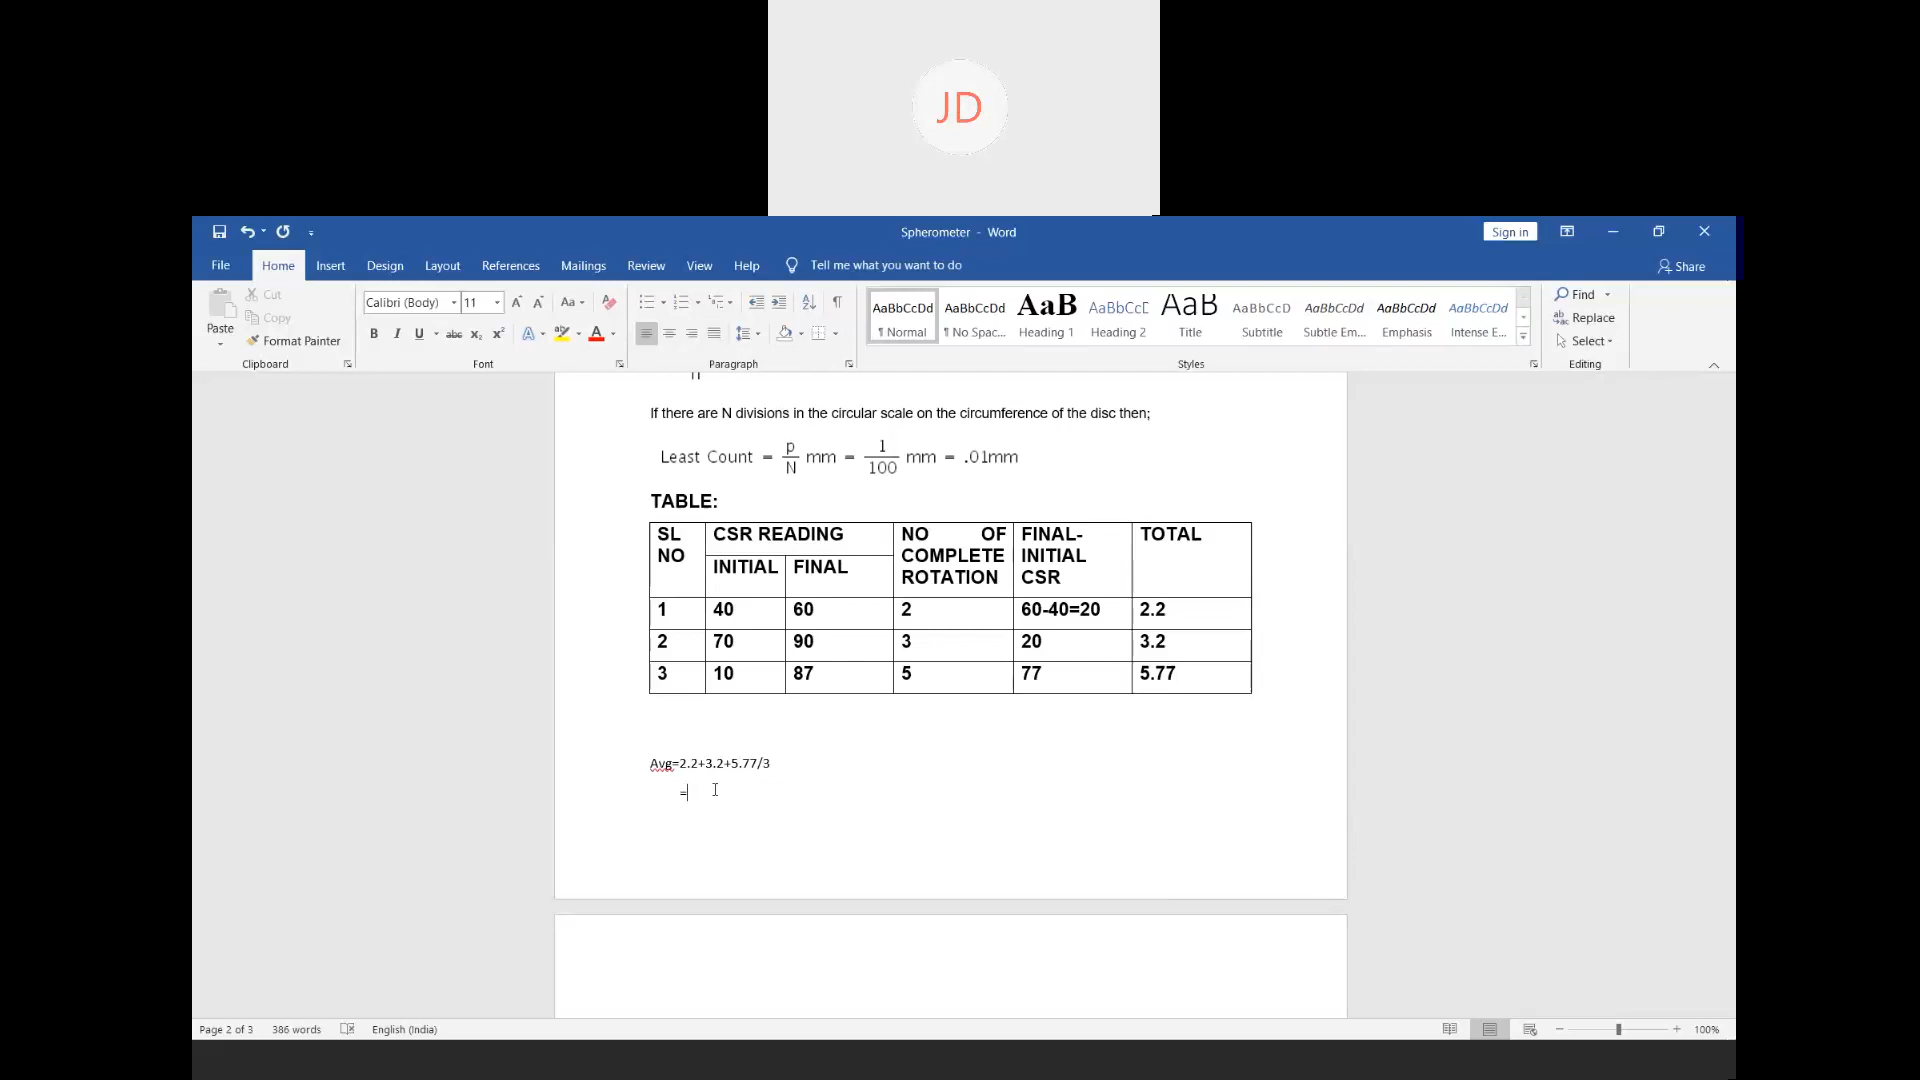 JD
Spherometer - Word
Sign in
File Home Insert Design Layout References Mailings Review View Help Tell me what you want to do Share
Paste
Cut
Copy
Format Painter
Clipboard
Calibri (Body) 11
Font
Paragraph
AaBbCcDd AaBbCcDd AaB AaBbCcE AaB AaBbCcD AaBbCcDd AaBbCcDd AaBbCcDd
¶ Normal ¶ No Spac... Heading 1 Heading 2 Title Subtitle Subtle Em... Emphasis Intense E...
Styles
Find
Replace
Select
Editing
If there are N divisions in the circular scale on the circumference of the disc then;
Least Count = p/N mm = 1/100 mm = .01mm
TABLE:
SL NO CSR READING NO OF COMPLETE ROTATION FINAL-INITIAL CSR TOTAL
INITIAL FINAL
1 40 60 2 60-40=20 2.2
2 70 90 3 20 3.2
3 10 87 5 77 5.77
Avg=2.2+3.2+5.77/3
=
Page 2 of 3 386 words English (India) 100%